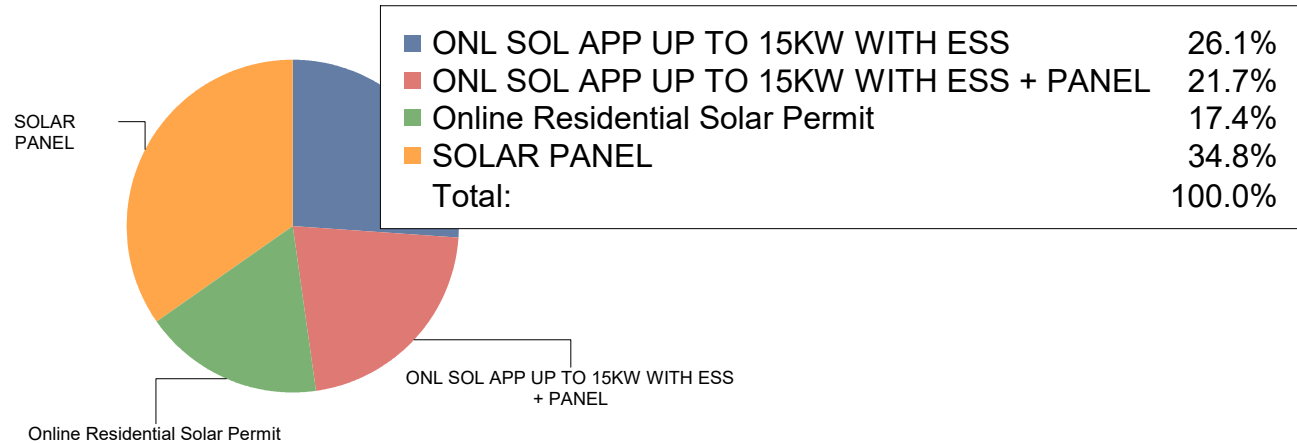 ONL SOL APP UP TO 15KW WITH ESS 26.1%
ONL SOL APP UP TO 15KW WITH ESS + PANEL 21.7%
Online Residential Solar Permit 17.4%
SOLAR PANEL 34.8%
Total: 100.0%
SOLAR
PANEL
ONL SOL APP UP TO 15KW WITH ESS
+ PANEL
Online Residential Solar Permit